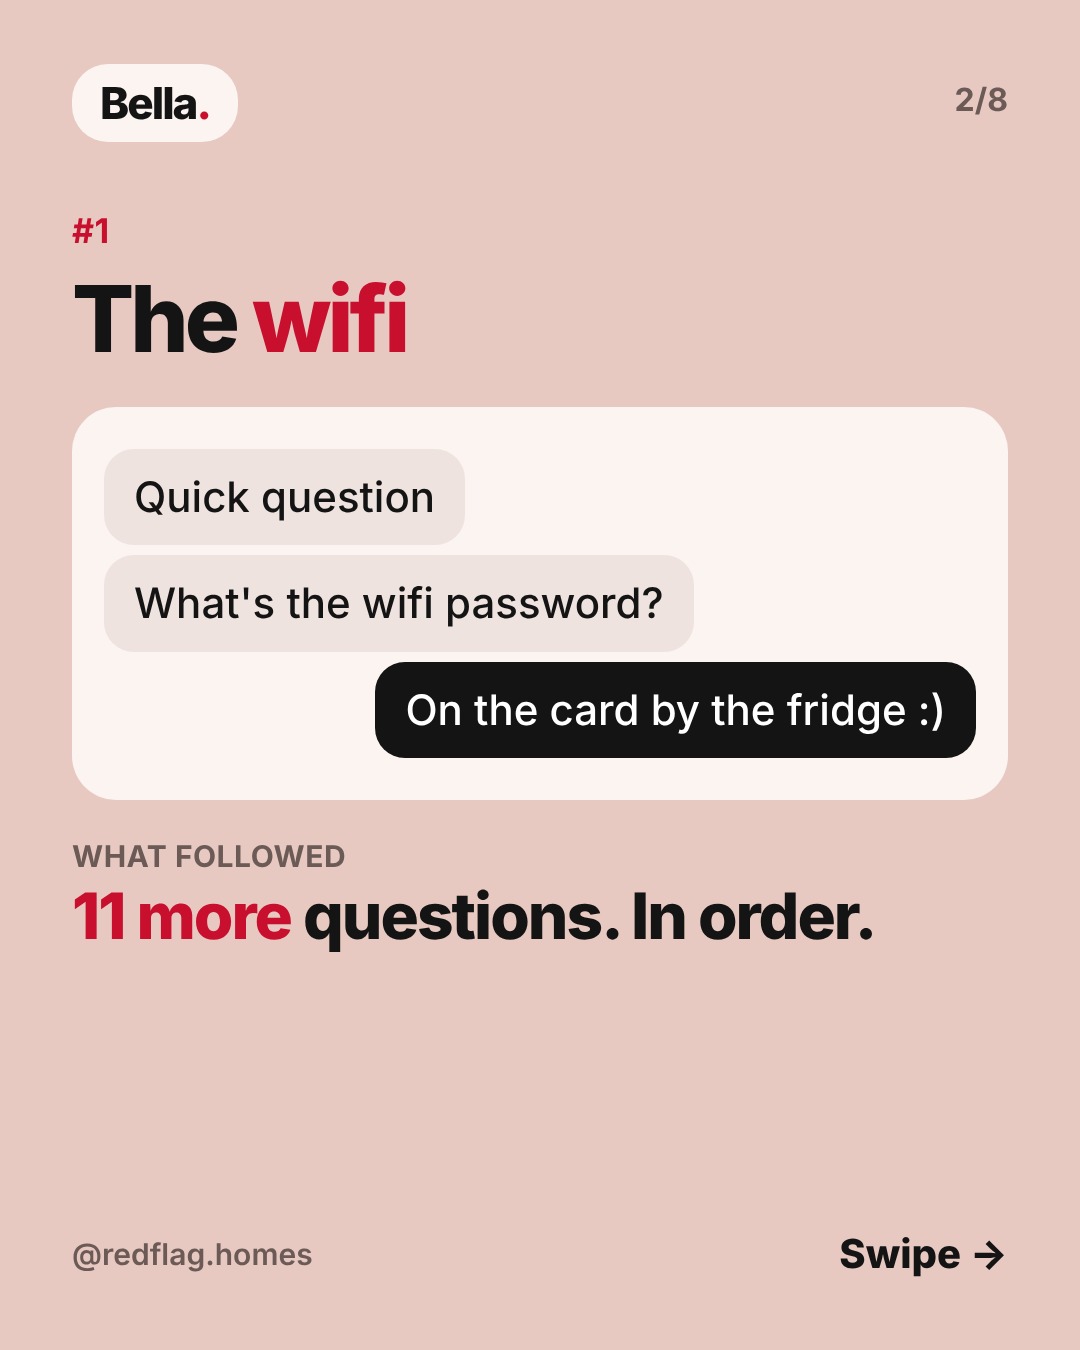 Bella.
2/8
#1
The wifi
Quick question
What's the wifi password?
On the card by the fridge :)
WHAT FOLLOWED
11 more questions. In order.
@redflag.homes
Swipe →